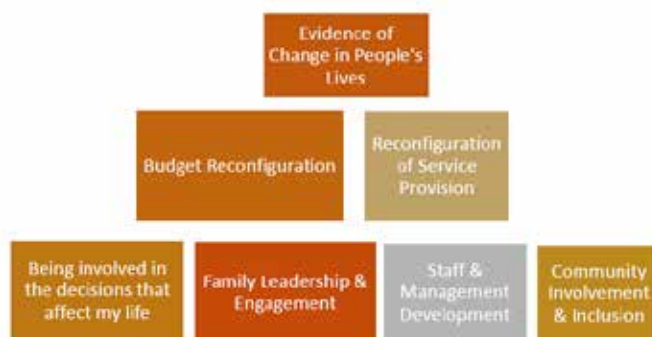 Evidence of
Change in People's
Lives
Budget Reconfiguration
Reconfiguration
of Service
Provision
Being involved in
the decisions that
affect my life
Family Leadership &
Engagement
Staff &
Management
Development
Community
Involvement
& Inclusion